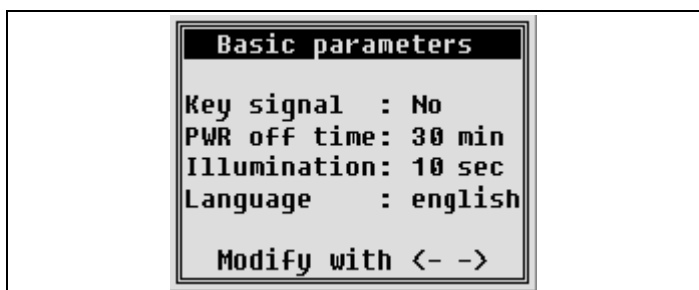 Basic parameters
Key signal : No
PWR off time: 30 min
Illumination: 10 sec
Language : english
Modify with <- ->